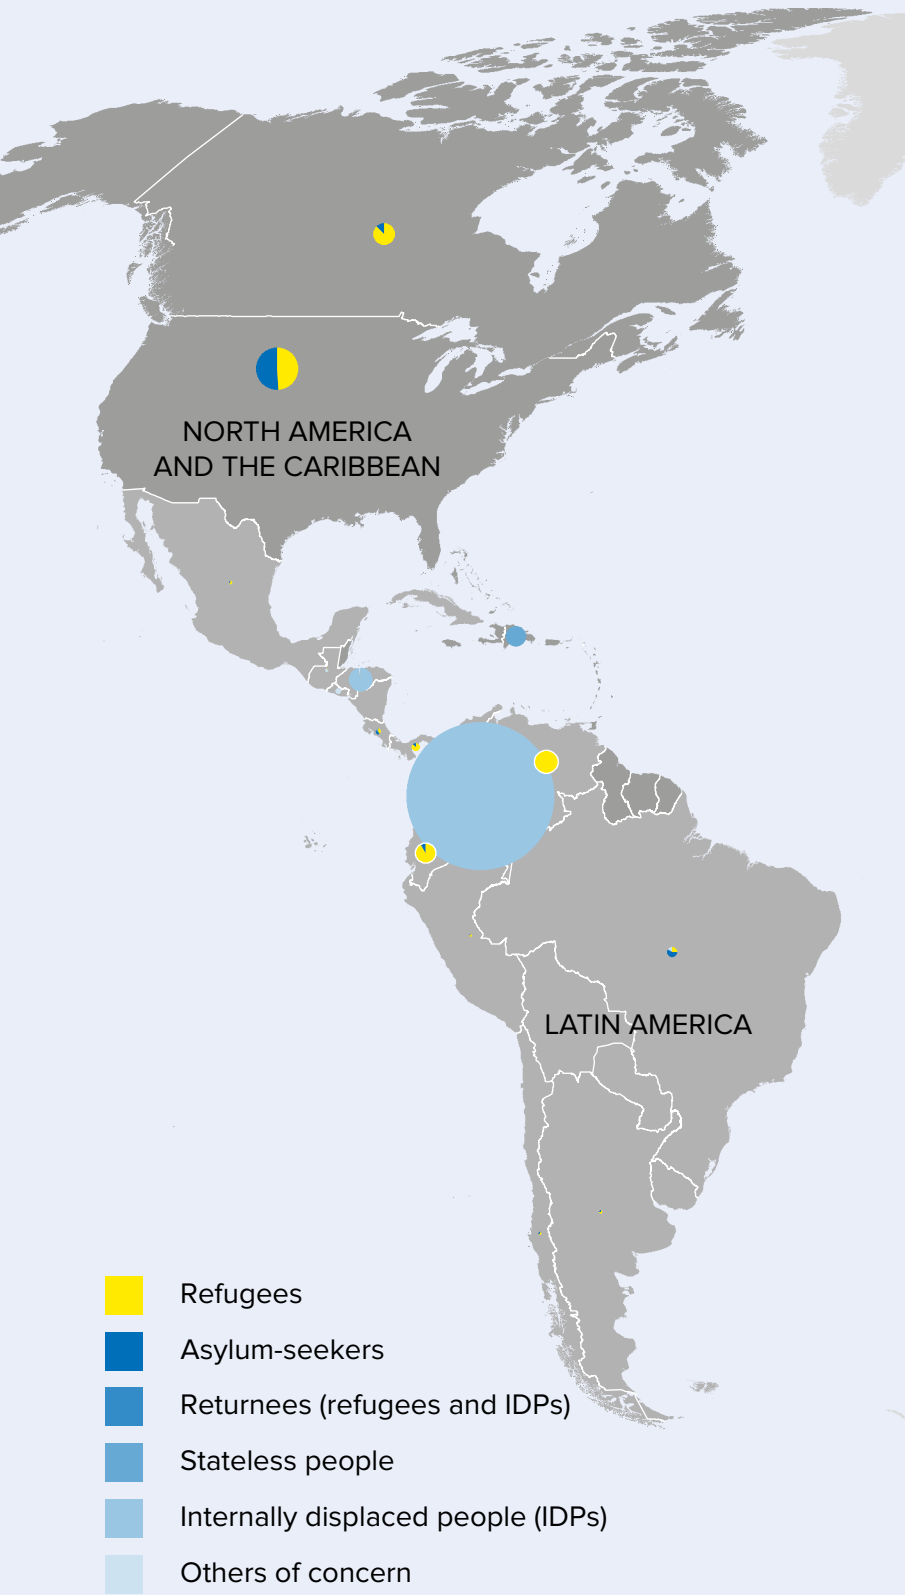 NORTH AMERICA
AND THE CARIBBEAN
LATIN AMERICA
Refugees
Asylum-seekers
Returnees (refugees and IDPs)
Stateless people
Internally displaced people (IDPs)
Others of concern